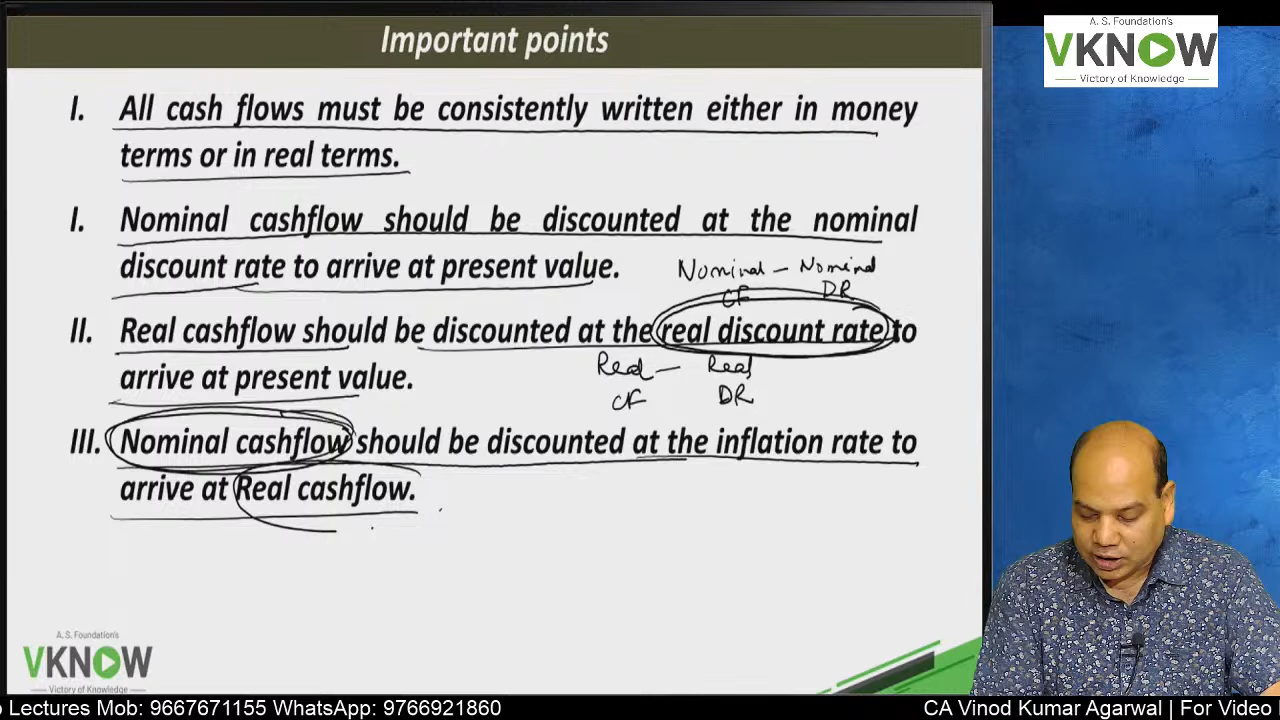 Important points
A. S. Foundation's
VKNOW
Victory of Knowledge
I. All cash flows must be consistently written either in money
terms or in real terms.
I. Nominal cashflow should be discounted at the nominal
discount rate to arrive at present value.
Nominal – Nominal
CF DR
II. Real cashflow should be discounted at the real discount rate to
arrive at present value.
Real – Real
CF DR
III. Nominal cashflow should be discounted at the inflation rate to
arrive at Real cashflow.
A. S. Foundation's
VKNOW
Victory of Knowledge
Lectures Mob: 9667671155 WhatsApp: 9766921860
CA Vinod Kumar Agarwal | For Video